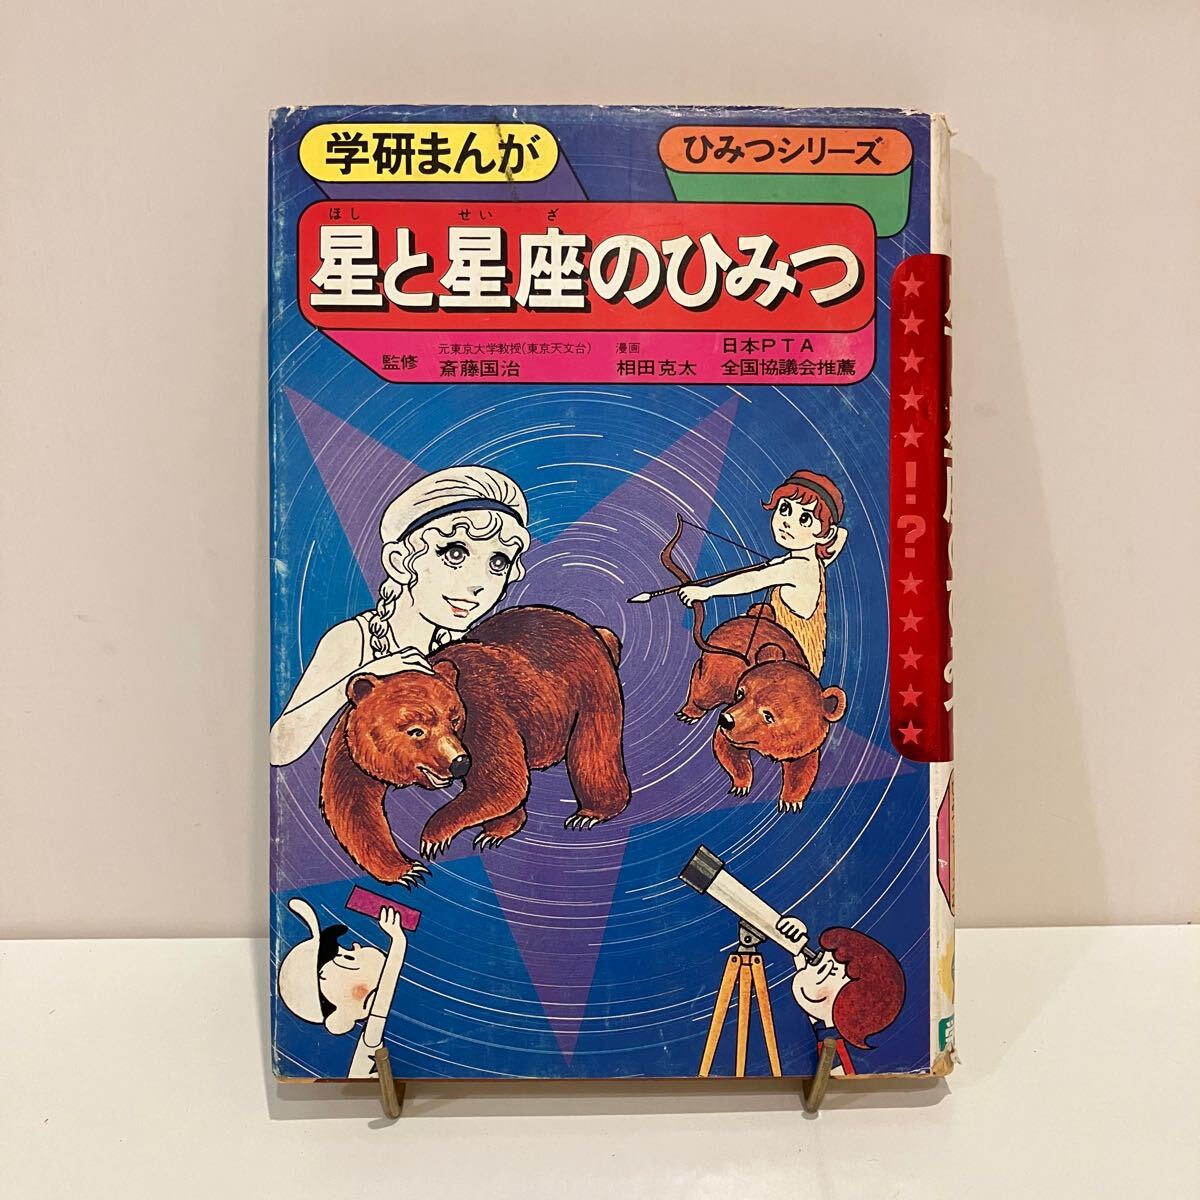 学研まんが
ひみつシリーズ
ほし せい ざ
星と星座のひみつ
監修
元東京大学教授(東京天文台)
斎藤国治
漫画
相田克太
日本PTA
全国協議会推薦
★★★★★!?★★★★★